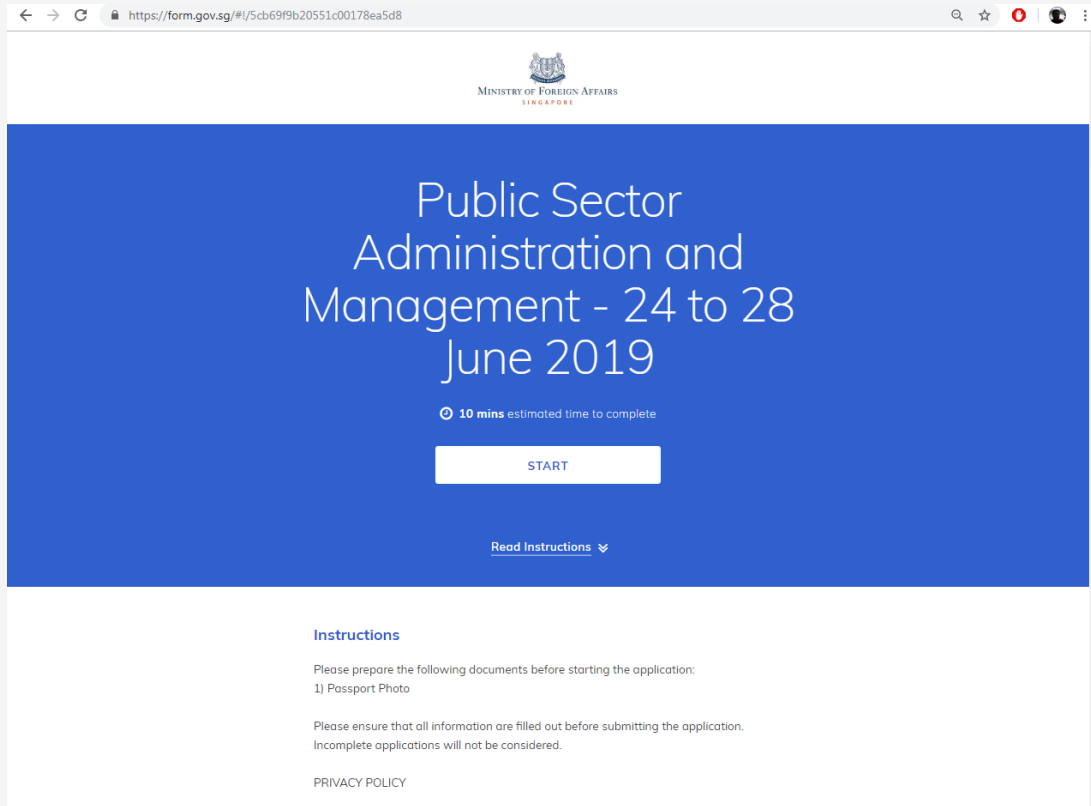 https://form.gov.sg/#!/5cb69f9b20551c00178ea5d8
MINISTRY OF FOREIGN AFFAIRS
SINGAPORE
Public Sector
Administration and
Management - 24 to 28
June 2019
10 mins estimated time to complete
START
Read Instructions
Instructions
Please prepare the following documents before starting the application:
1) Passport Photo
Please ensure that all information are filled out before submitting the application.
Incomplete applications will not be considered.
PRIVACY POLICY